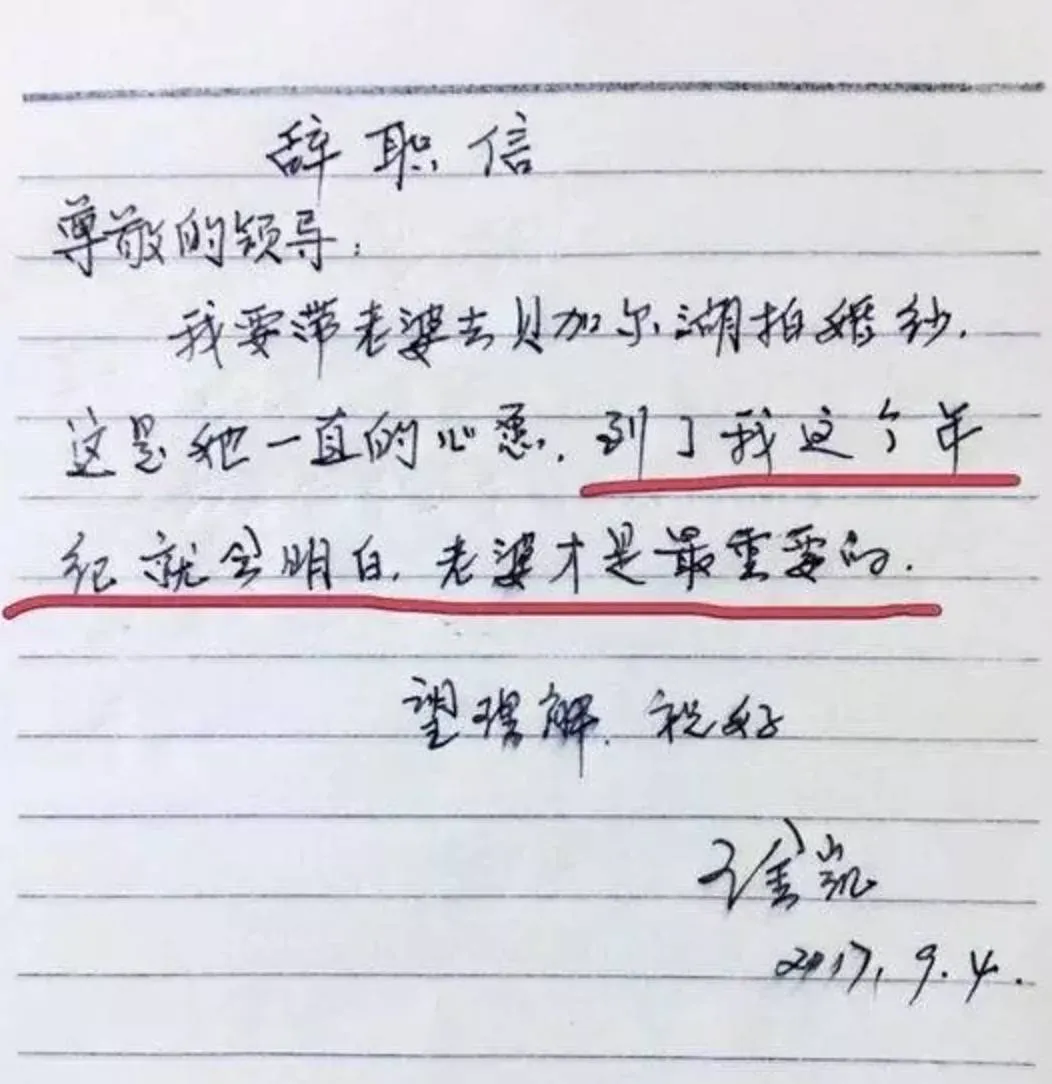 辞职信
尊敬的领导:
我要带老婆去贝加尔湖拍婚纱.
这是她一直的心愿.到了我这个年
纪就会明白.老婆才是最重要的.
望理解.祝好
王金凯
2017.9.4.